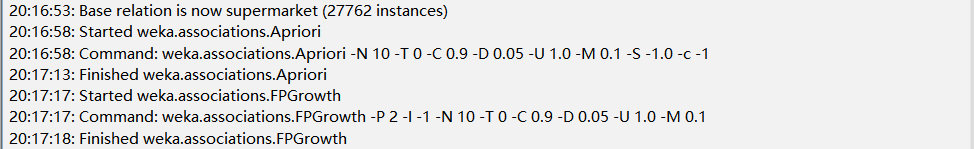 20:16:53: Base relation is now supermarket (27762 instances)
20:16:58: Started weka.associations.Apriori
20:16:58: Command: weka.associations.Apriori -N 10 -T 0 -C 0.9 -D 0.05 -U 1.0 -M 0.1 -S -1.0 -c -1
20:17:13: Finished weka.associations.Apriori
20:17:17: Started weka.associations.FPGrowth
20:17:17: Command: weka.associations.FPGrowth -P 2 -I -1 -N 10 -T 0 -C 0.9 -D 0.05 -U 1.0 -M 0.1
20:17:18: Finished weka.associations.FPGrowth